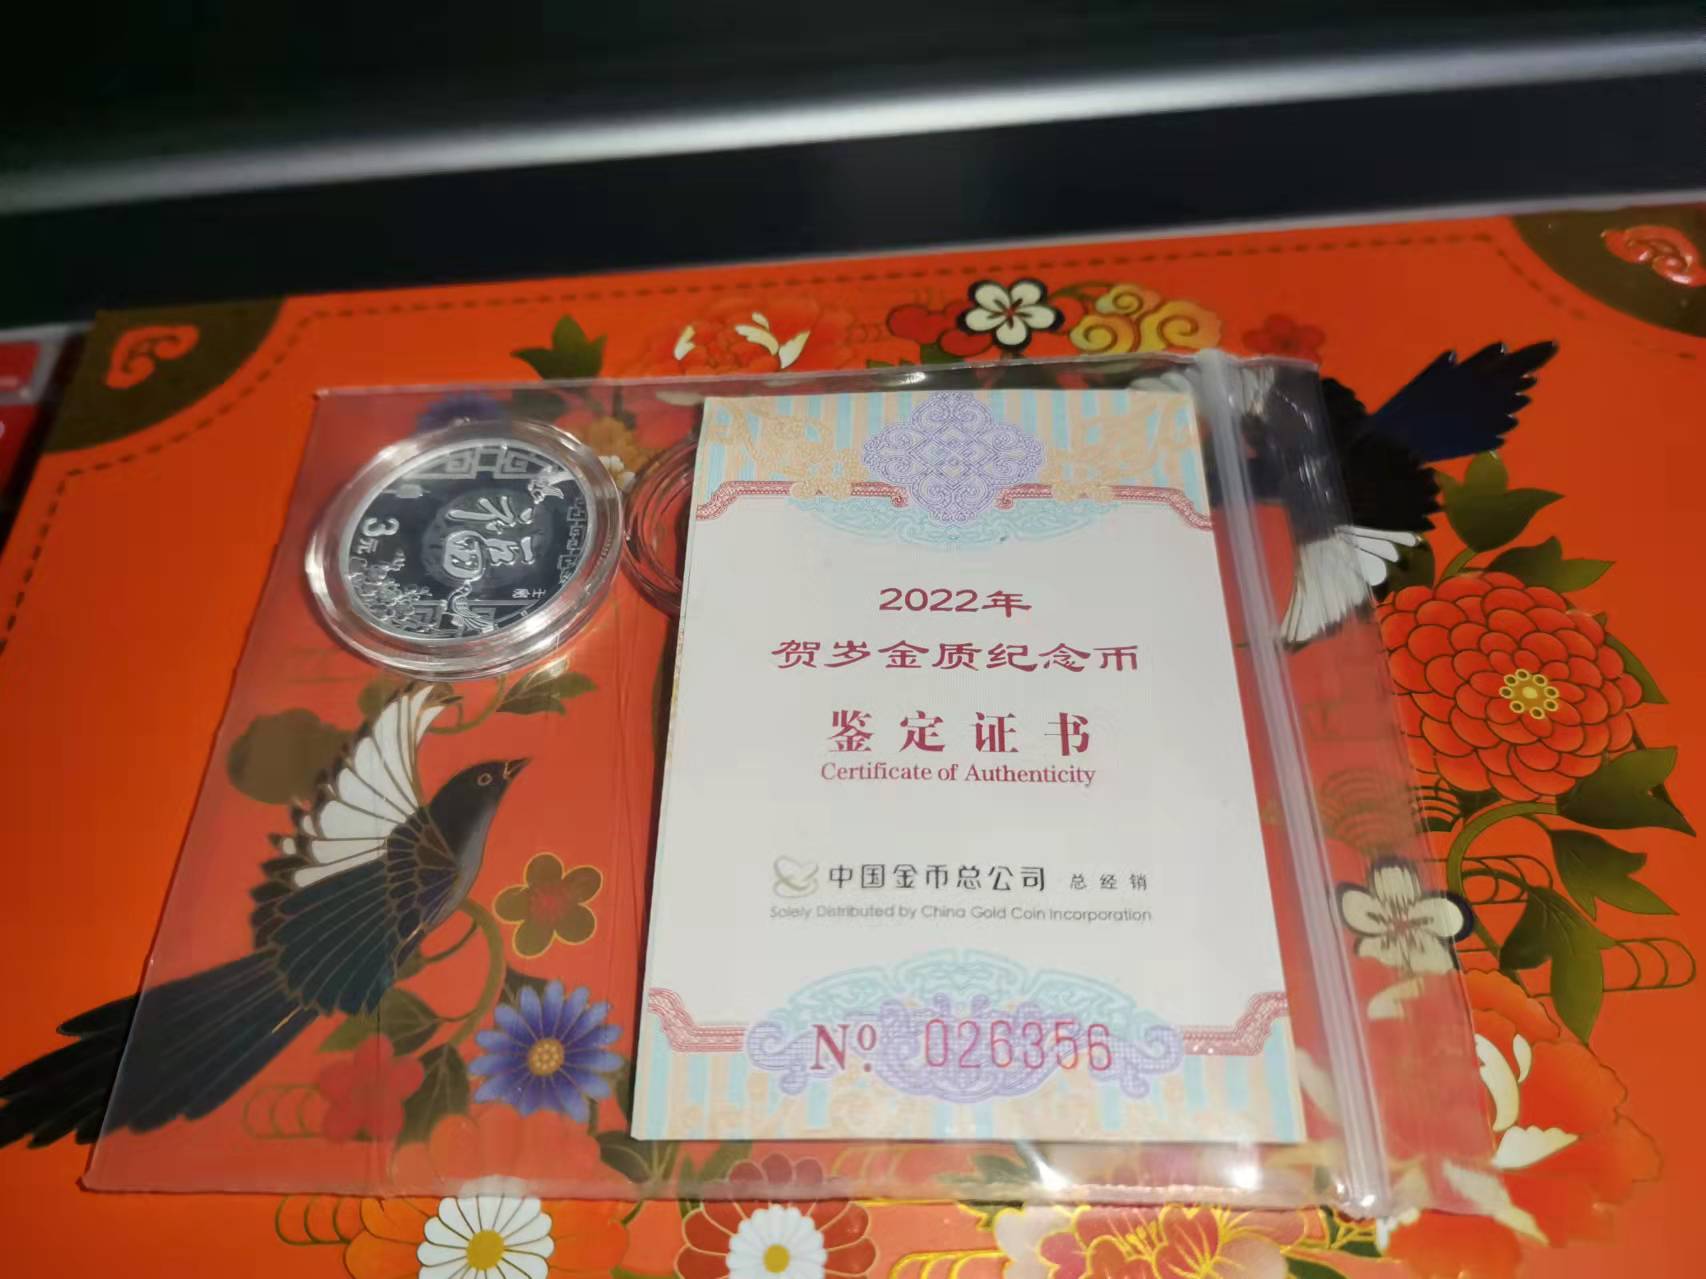 福
3元
2022年
贺岁金质纪念币
鉴定证书
Certificate of Authenticity
中国金币总公司 总经销
Solely Distributed by China Gold Coin Incorporation
Nº 026356